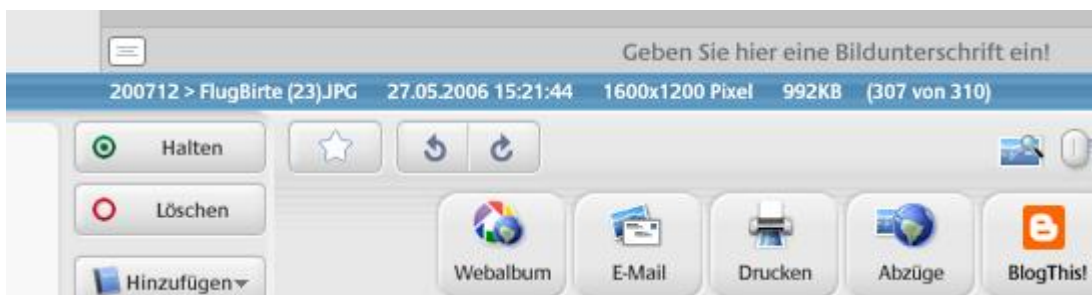 Geben Sie hier eine Bildunterschrift ein!
200712 > FlugBirte (23).JPG 27.05.2006 15:21:44 1600x1200 Pixel 992KB (307 von 310)
Halten
Löschen
Hinzufügen
Webalbum E-Mail Drucken Abzüge BlogThis!